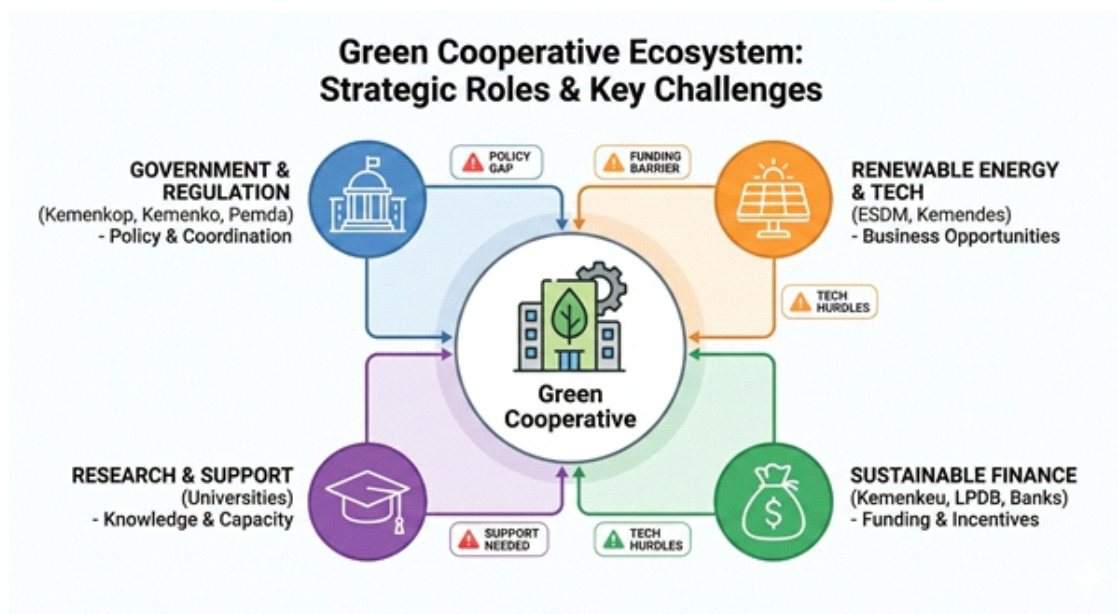 Green Cooperative Ecosystem:
Strategic Roles & Key Challenges
GOVERNMENT &
REGULATION
(Kemenkop, Kemenko, Pemda)
- Policy & Coordination
POLICY
GAP
FUNDING
BARRIER
RENEWABLE ENERGY
& TECH
(ESDM, Kemendes)
- Business Opportunities
TECH
HURDLES
Green
Cooperative
RESEARCH & SUPPORT
(Universities)
- Knowledge & Capacity
SUPPORT
NEEDED
TECH
HURDLES
$
SUSTAINABLE FINANCE
(Kemenkeu, LPDB, Banks)
- Funding & Incentives